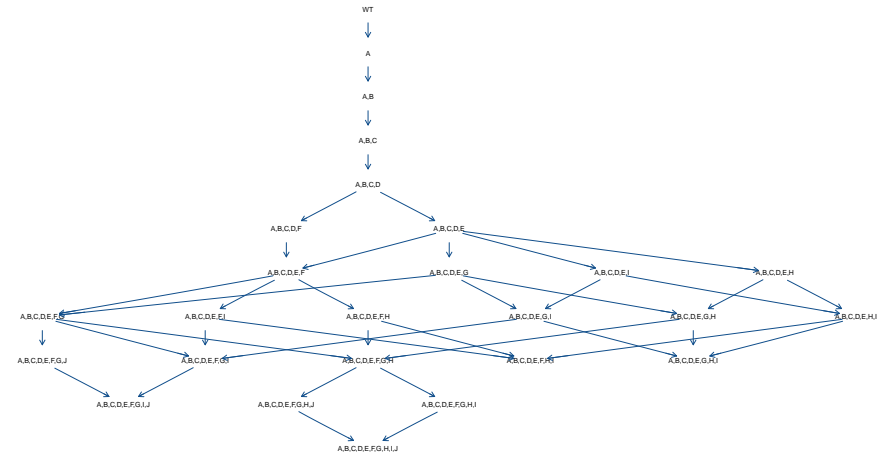 WT
A
A,B
A,B,C
A,B,C,D
A,B,C,D,F
A,B,C,D,E
A,B,C,D,E,F
A,B,C,D,E,G
A,B,C,D,E,I
A,B,C,D,E,H
A,B,C,D,E,F,G
A,B,C,D,E,F,I
A,B,C,D,E,F,H
A,B,C,D,E,G,I
A,B,C,D,E,G,H
A,B,C,D,E,H,I
A,B,C,D,E,F,G,J
A,B,C,D,E,F,G,I
A,B,C,D,E,F,G,H
A,B,C,D,E,F,H,I
A,B,C,D,E,G,H,I
A,B,C,D,E,F,G,I,J
A,B,C,D,E,F,G,H,J
A,B,C,D,E,F,G,H,I
A,B,C,D,E,F,G,H,I,J